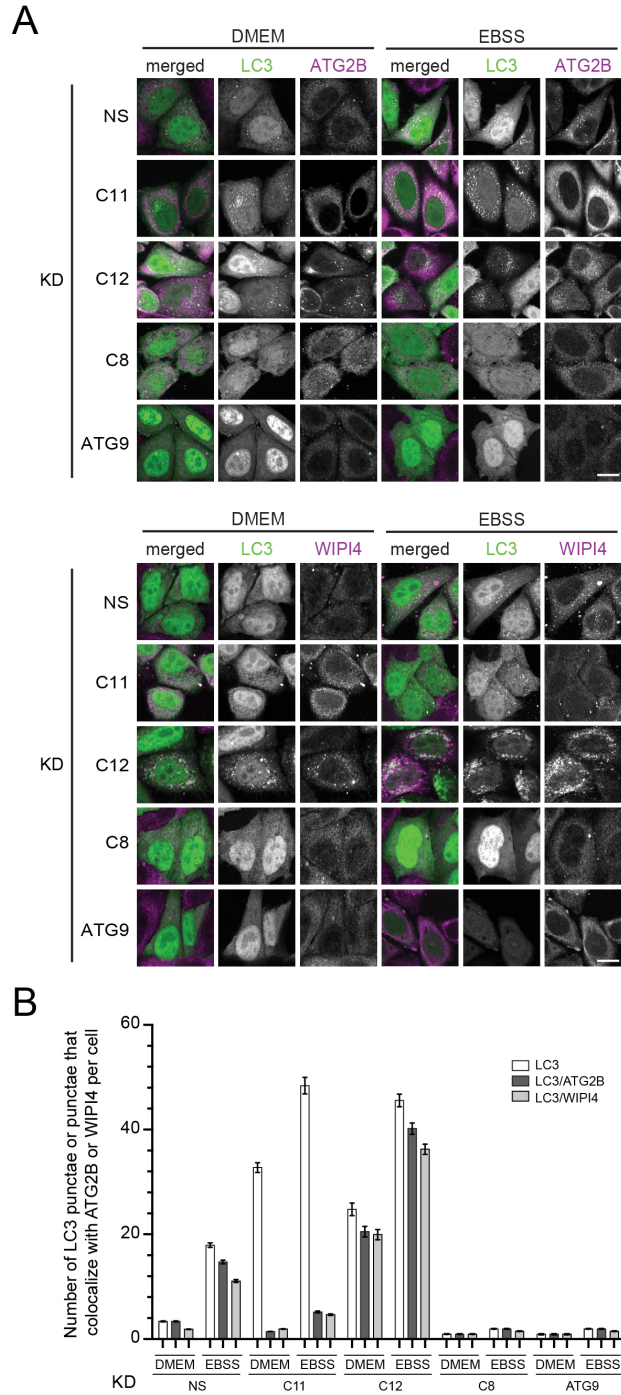 A
DMEM EBSS
merged LC3 ATG2B merged LC3 ATG2B
NS
C11
KD
C12
C8
ATG9
DMEM EBSS
merged LC3 WIPI4 merged LC3 WIPI4
NS
C11
KD
C12
C8
ATG9
B
Number of LC3 punctae or punctae that
colocalize with ATG2B or WIPI4 per cell
60
40
20
0
LC3
LC3/ATG2B
LC3/WIPI4
DMEM EBSS DMEM EBSS DMEM EBSS DMEM EBSS DMEM EBSS
KD NS C11 C12 C8 ATG9